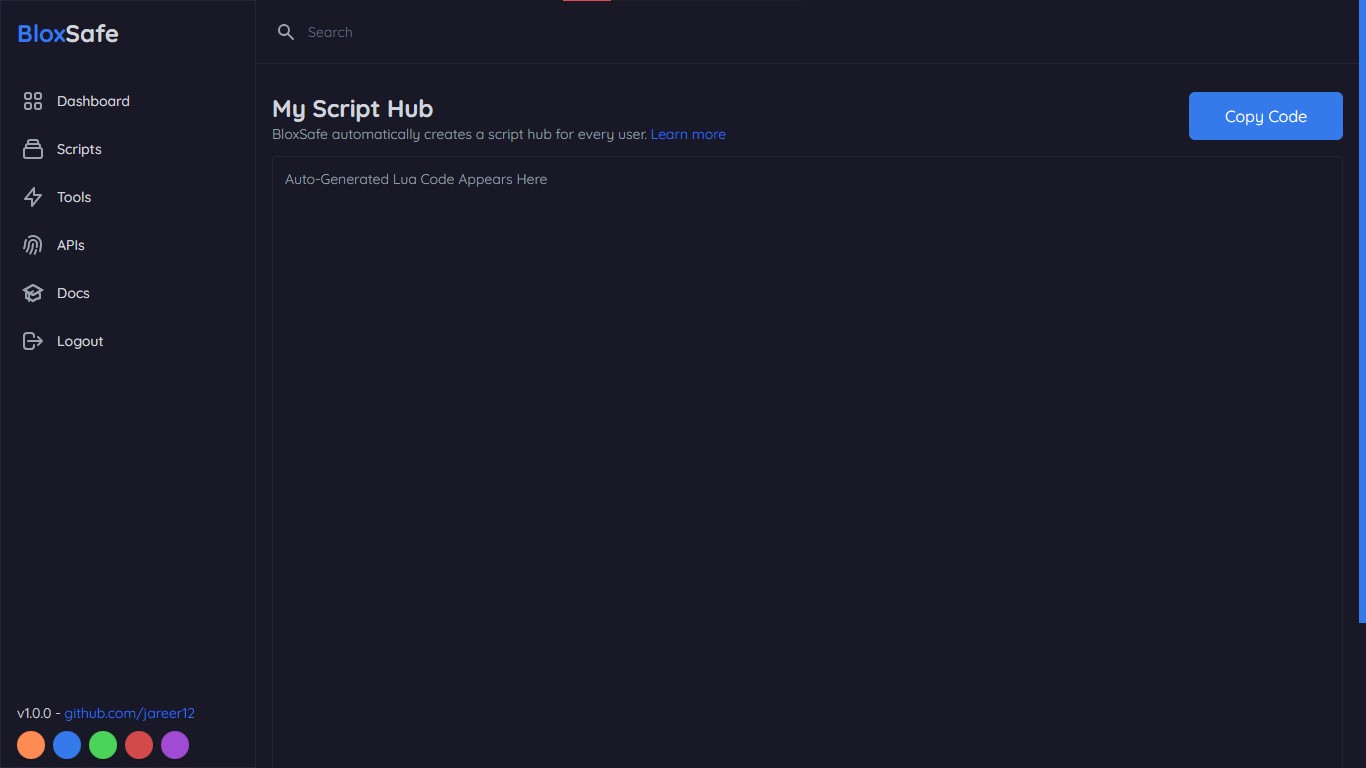 BloxSafe
Search
Dashboard
Scripts
Tools
APIs
Docs
Logout
My Script Hub
BloxSafe automatically creates a script hub for every user. Learn more
Copy Code
Auto-Generated Lua Code Appears Here
v1.0.0 - github.com/jareer12